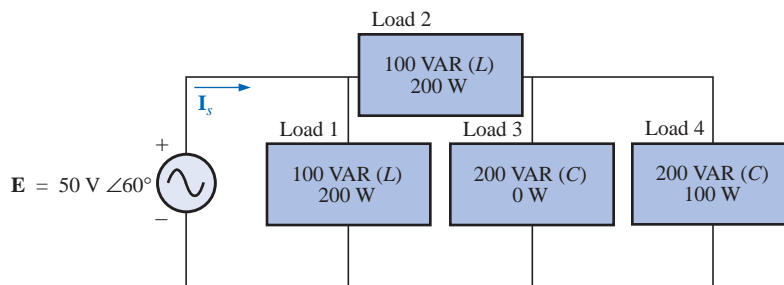 Load 2
100 VAR (L)
200 W
I_s
Load 1
Load 3
Load 4
+
100 VAR (L)
200 W
200 VAR (C)
0 W
200 VAR (C)
100 W
E = 50 V ∠60°
−